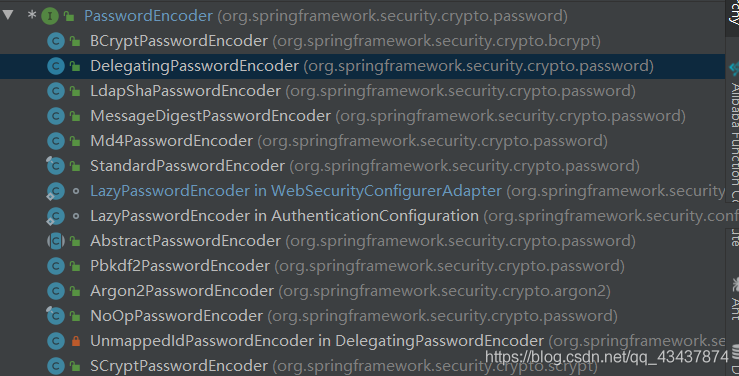 PasswordEncoder (org.springframework.security.crypto.password)
BCryptPasswordEncoder (org.springframework.security.crypto.bcrypt)
DelegatingPasswordEncoder (org.springframework.security.crypto.password)
LdapShaPasswordEncoder (org.springframework.security.crypto.password)
MessageDigestPasswordEncoder (org.springframework.security.crypto.password)
Md4PasswordEncoder (org.springframework.security.crypto.password)
StandardPasswordEncoder (org.springframework.security.crypto.password)
LazyPasswordEncoder in WebSecurityConfigurerAdapter (org.springframework.security
LazyPasswordEncoder in AuthenticationConfiguration (org.springframework.security.conf
AbstractPasswordEncoder (org.springframework.security.crypto.password)
Pbkdf2PasswordEncoder (org.springframework.security.crypto.password)
Argon2PasswordEncoder (org.springframework.security.crypto.argon2)
NoOpPasswordEncoder (org.springframework.security.crypto.password)
UnmappedIdPasswordEncoder in DelegatingPasswordEncoder (org.springframework.se
SCryptPasswordEncoder (org.springframework.security.crypto.scrypt)
https://blog.csdn.net/qq_43437874
Alibaba Function C
Ant